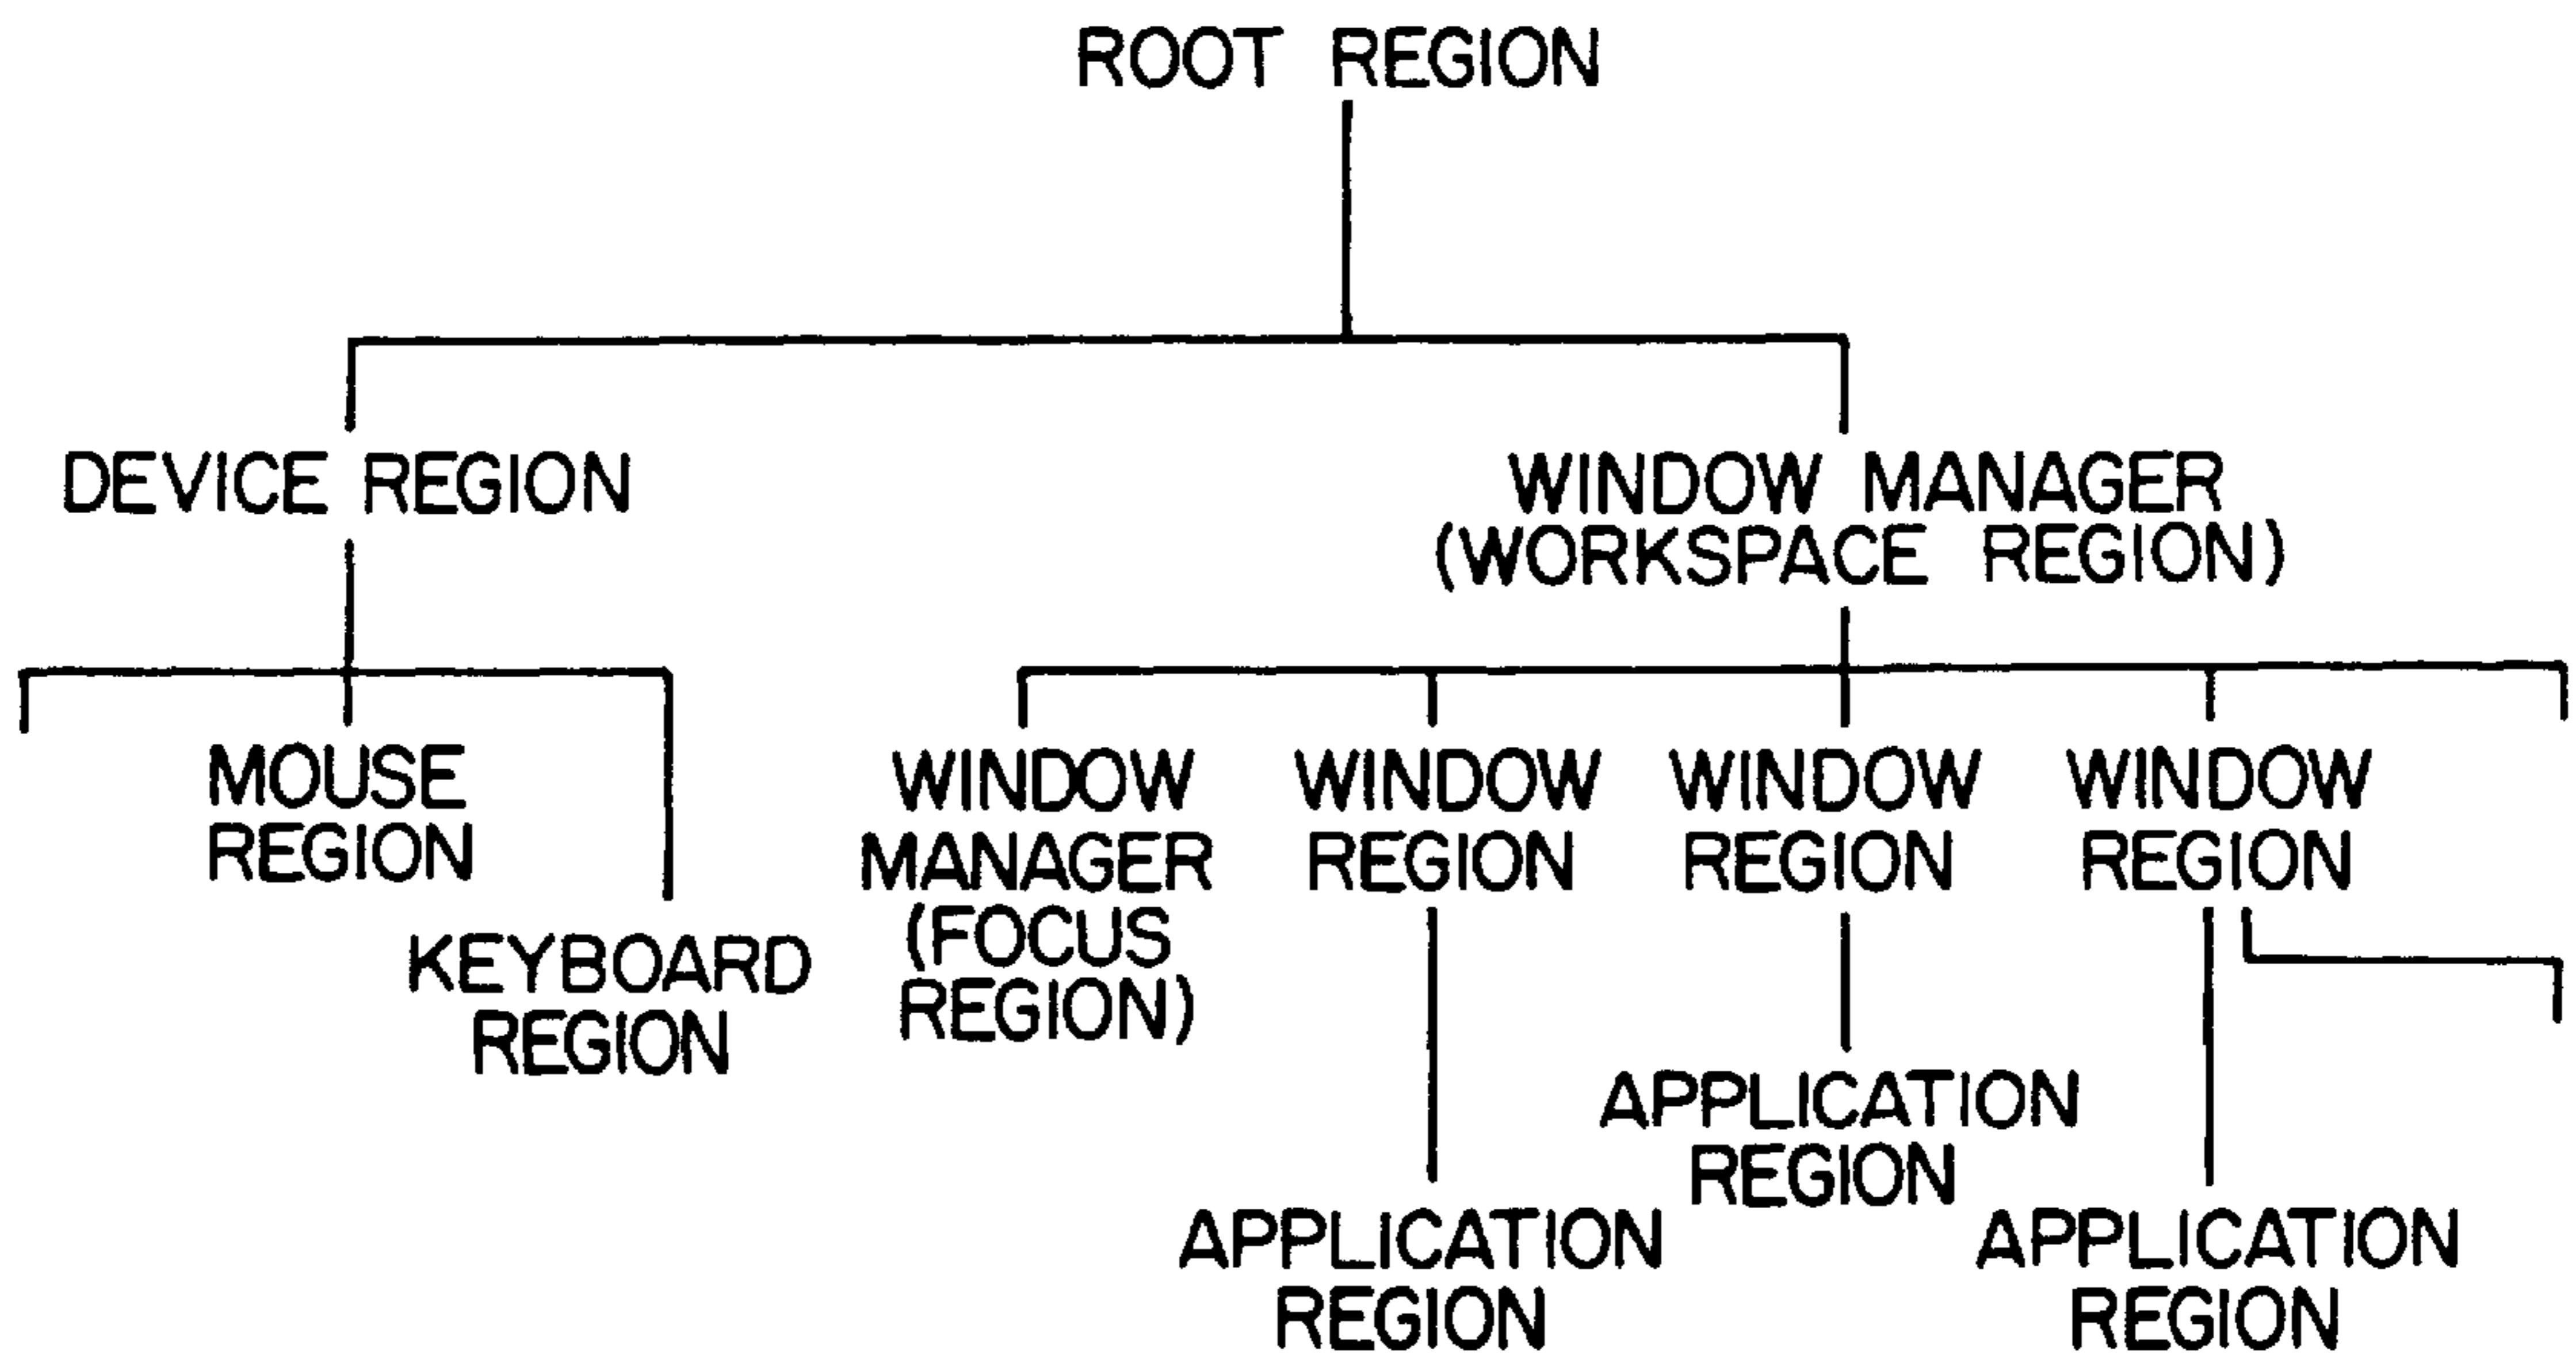 ROOT REGION
DEVICE REGION
WINDOW MANAGER
(WORKSPACE REGION)
MOUSE
REGION
KEYBOARD
REGION
WINDOW
MANAGER
(FOCUS
REGION)
WINDOW
REGION
WINDOW
REGION
WINDOW
REGION
APPLICATION
REGION
APPLICATION
REGION
APPLICATION
REGION